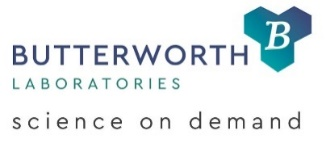 B
BUTTERWORTH
LABORATORIES
science on demand